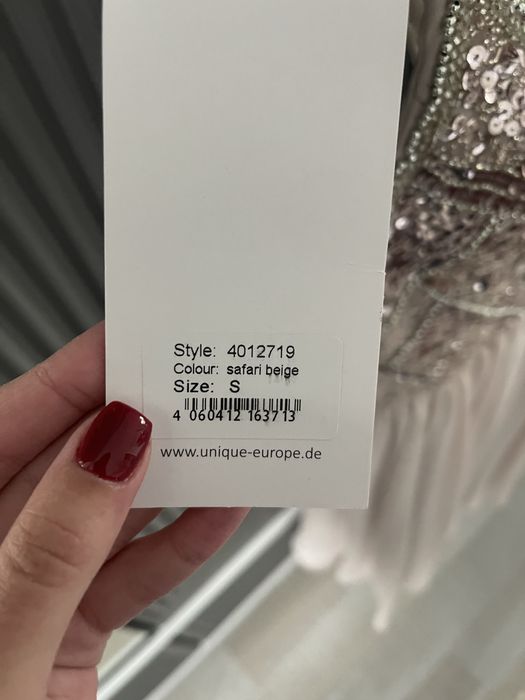 Style: 4012719
Colour: safari beige
Size: S
4 060412 163713
www.unique-europe.de